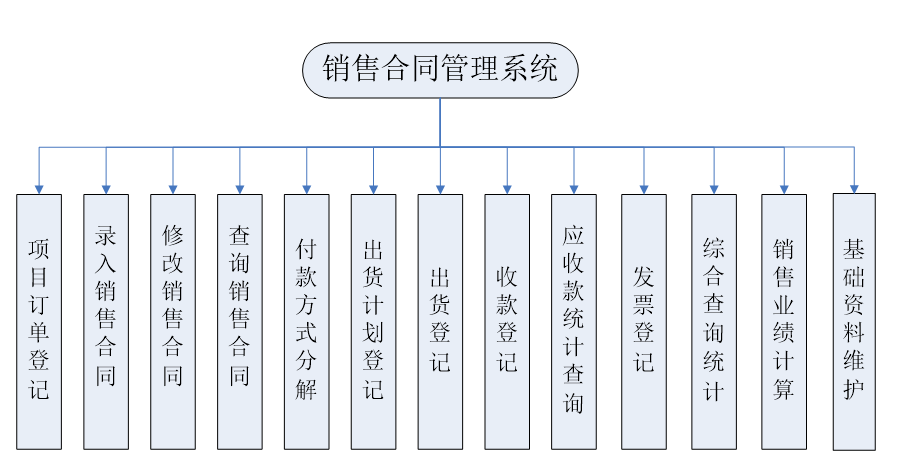 销售合同管理系统
项目订单登记
录入销售合同
修改销售合同
查询销售合同
付款方式分解
出货计划登记
出货登记
收款登记
应收款统计查询
发票登记
综合查询统计
销售业绩计算
基础资料维护